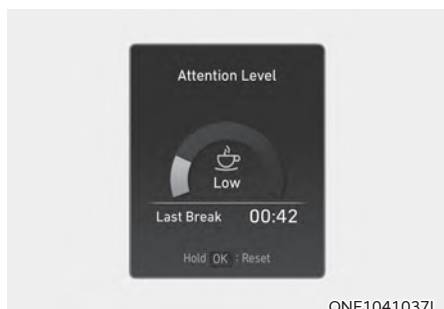 Attention Level
Low
Last Break 00:42
Hold OK : Reset
ONE1041037L